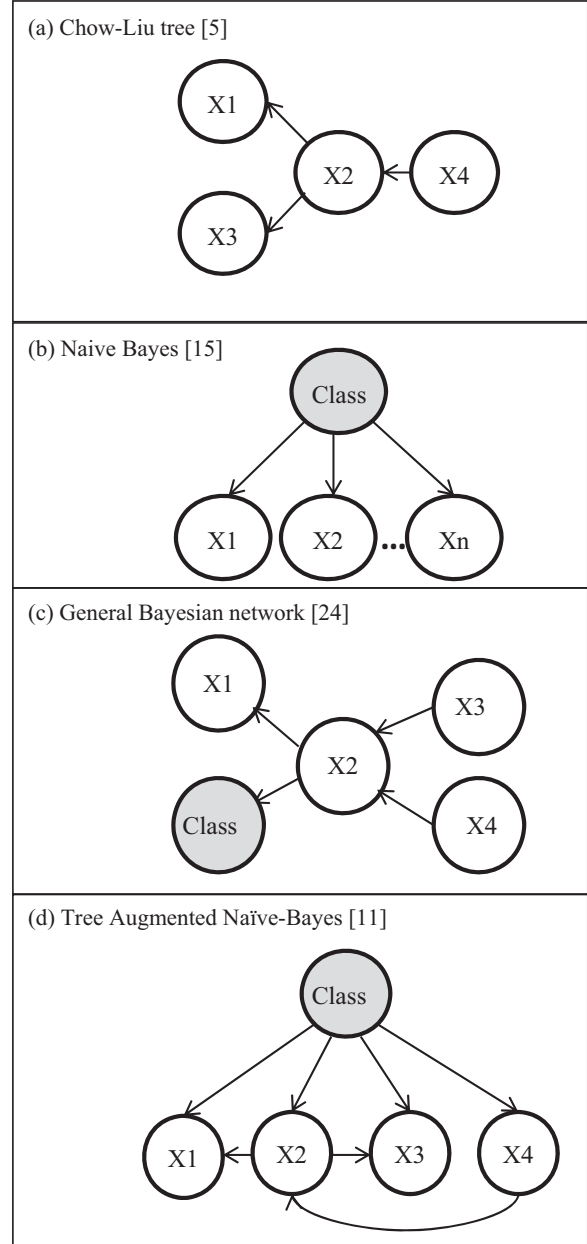 (a) Chow-Liu tree [5]
X1
X2
X4
X3
(b) Naive Bayes [15]
Class
X1
X2
...
Xn
(c) General Bayesian network [24]
X1
X3
X2
Class
X4
(d) Tree Augmented Naïve-Bayes [11]
Class
X1
X2
X3
X4